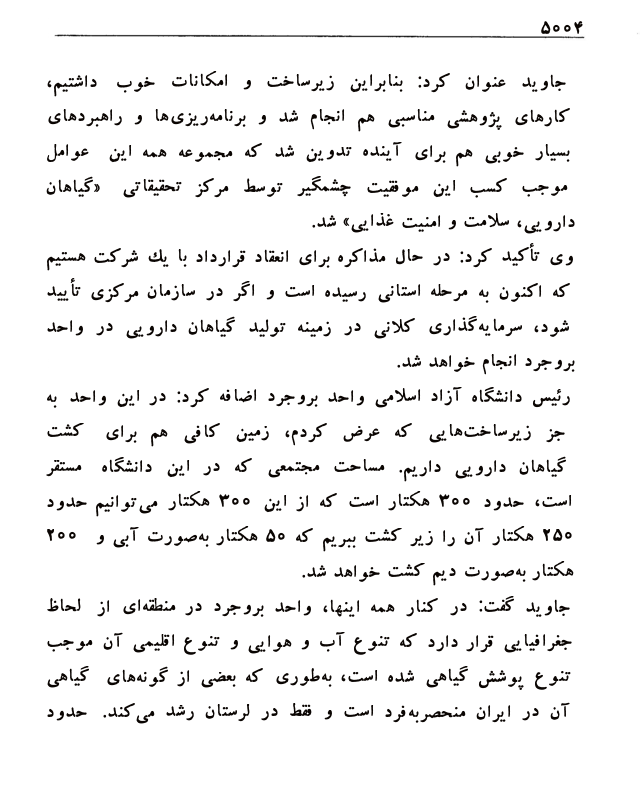 ۵۰۰۴
جاوید عنوان کرد: بنابراین زیرساخت و امکانات خوب داشتیم،
کارهای پژوهشی مناسبی هم انجام شد و برنامه‌ریزی‌ها و راهبردهای
بسیار خوبی هم برای آینده تدوین شد که مجموعه همه این عوامل
موجب کسب این موفقیت چشمگیر توسط مرکز تحقیقاتی «گیاهان
دارویی، سلامت و امنیت غذایی» شد.
وی تأکید کرد: در حال مذاکره برای انعقاد قرارداد با یك شرکت هستیم
که اکنون به مرحله استانی رسیده است و اگر در سازمان مرکزی تأیید
شود، سرمایه‌گذاری کلانی در زمینه تولید گیاهان دارویی در واحد
بروجرد انجام خواهد شد.
رئیس دانشگاه آزاد اسلامی واحد بروجرد اضافه کرد: در این واحد به
جز زیرساخت‌هایی که عرض کردم، زمین کافی هم برای کشت
گیاهان دارویی داریم. مساحت مجتمعی که در این دانشگاه مستقر
است، حدود ۳۰۰ هکتار است که از این ۳۰۰ هکتار می‌توانیم حدود
۲۵۰ هکتار آن را زیر کشت ببریم که ۵۰ هکتار به‌صورت آبی و ۲۰۰
هکتار به‌صورت دیم کشت خواهد شد.
جاوید گفت: در کنار همه اینها، واحد بروجرد در منطقه‌ای از لحاظ
جغرافیایی قرار دارد که تنوع آب و هوایی و تنوع اقلیمی آن موجب
تنوع پوشش گیاهی شده است، به‌طوری که بعضی از گونه‌های گیاهی
آن در ایران منحصربه‌فرد است و فقط در لرستان رشد می‌کند. حدود